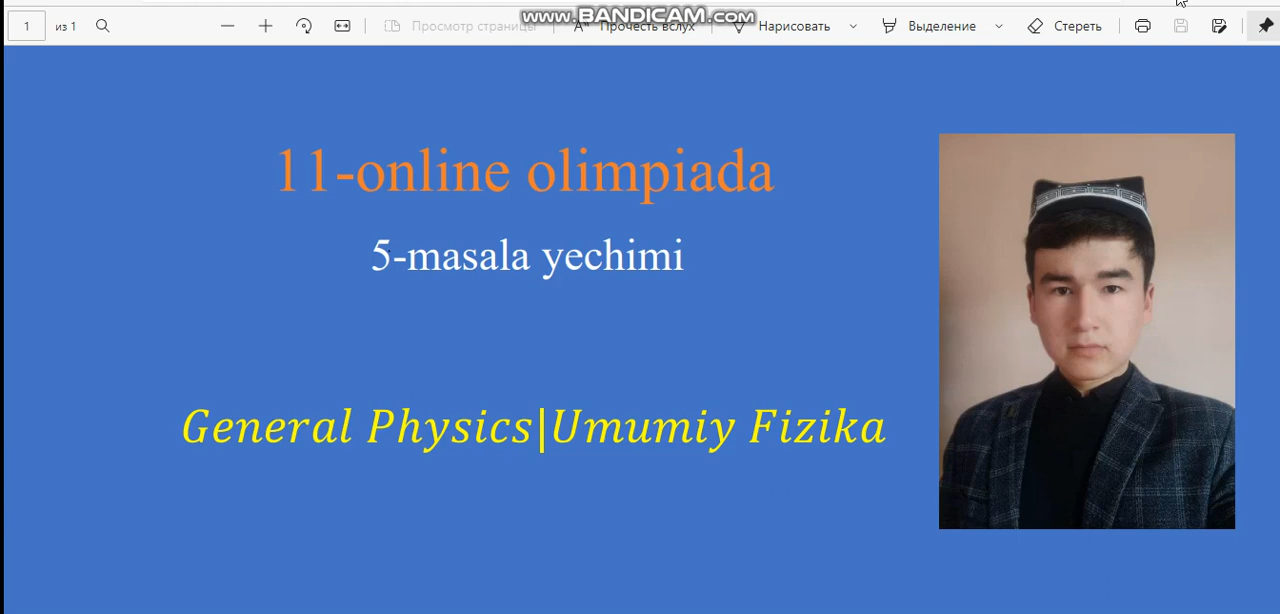 www.BANDICAM.com
1 из 1 Прочесть вслух Нарисовать Выделение Стереть
Просмотр страницы
11-online olimpiada
5-masala yechimi
General Physics|Umumiy Fizika